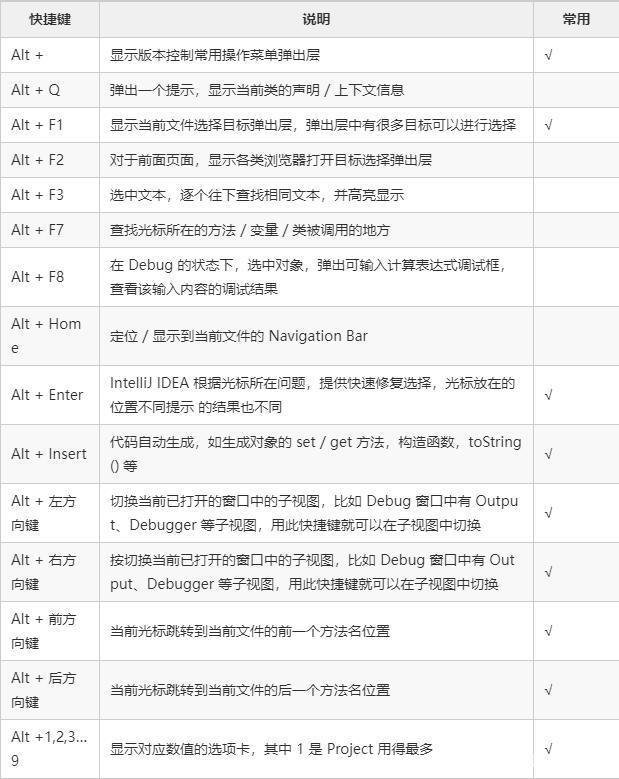 快捷键 说明 常用
Alt + 显示版本控制常用操作菜单弹出层 √
Alt + Q 弹出一个提示，显示当前类的声明 / 上下文信息
Alt + F1 显示当前文件选择目标弹出层，弹出层中有很多目标可以进行选择 √
Alt + F2 对于前面页面，显示各类浏览器打开目标选择弹出层
Alt + F3 选中文本，逐个往下查找相同文本，并高亮显示
Alt + F7 查找光标所在的方法 / 变量 / 类被调用的地方
Alt + F8 在 Debug 的状态下，选中对象，弹出可输入计算表达式调试框，
查看该输入内容的调试结果
Alt + Hom
e
定位 / 显示到当前文件的 Navigation Bar
Alt + Enter IntelliJ IDEA 根据光标所在问题，提供快速修复选择，光标放在的
位置不同提示 的结果也不同 √
Alt + Insert 代码自动生成，如生成对象的 set / get 方法，构造函数，toString
() 等 √
Alt + 左方
向键
切换当前已打开的窗口中的子视图，比如 Debug 窗口中有 Outpu
t、Debugger 等子视图，用此快捷键就可以在子视图中切换 √
Alt + 右方
向键
按切换当前已打开的窗口中的子视图，比如 Debug 窗口中有 Out
put、Debugger 等子视图，用此快捷键就可以在子视图中切换 √
Alt + 前方
向键
当前光标跳转到当前文件的前一个方法名位置 √
Alt + 后方
向键
当前光标跳转到当前文件的后一个方法名位置 √
Alt +1,2,3...
9
显示对应数值的选项卡，其中 1 是 Project 用得最多 √